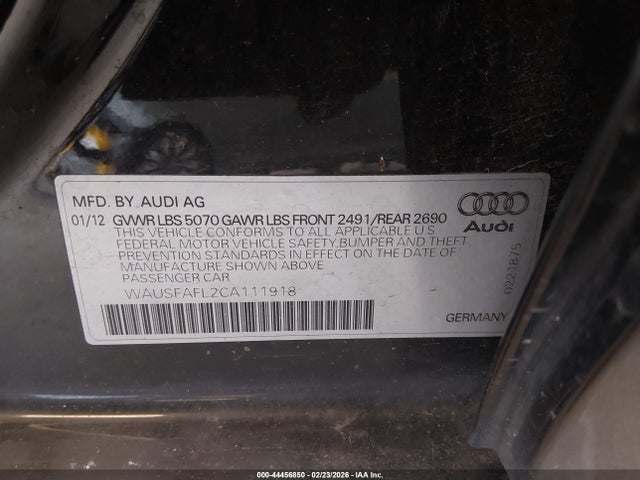 MFD. BY AUDI AG
01/12 GVWR LBS 5070 GAWR LBS FRONT 2491/REAR 2690
THIS VEHICLE CONFORMS TO ALL APPLICABLE U S
FEDERAL MOTOR VEHICLE SAFETY, BUMPER AND THEFT
PREVENTION STANDARDS IN EFFECT ON THE DATE OF
MANUFACTURE SHOWN ABOVE
PASSENGER CAR
WAUSFAFL2CA111918
Audi
0221875
GERMANY
000-44456850 - 02/23/2026 - IAA Inc.